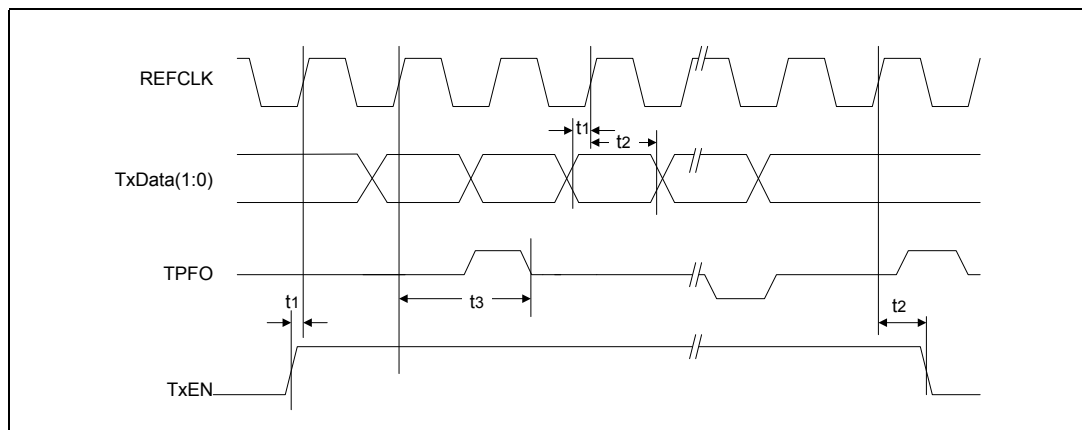 REFCLK
t1
t2
TxData(1:0)
TPFO
t1
t3
t2
TxEN